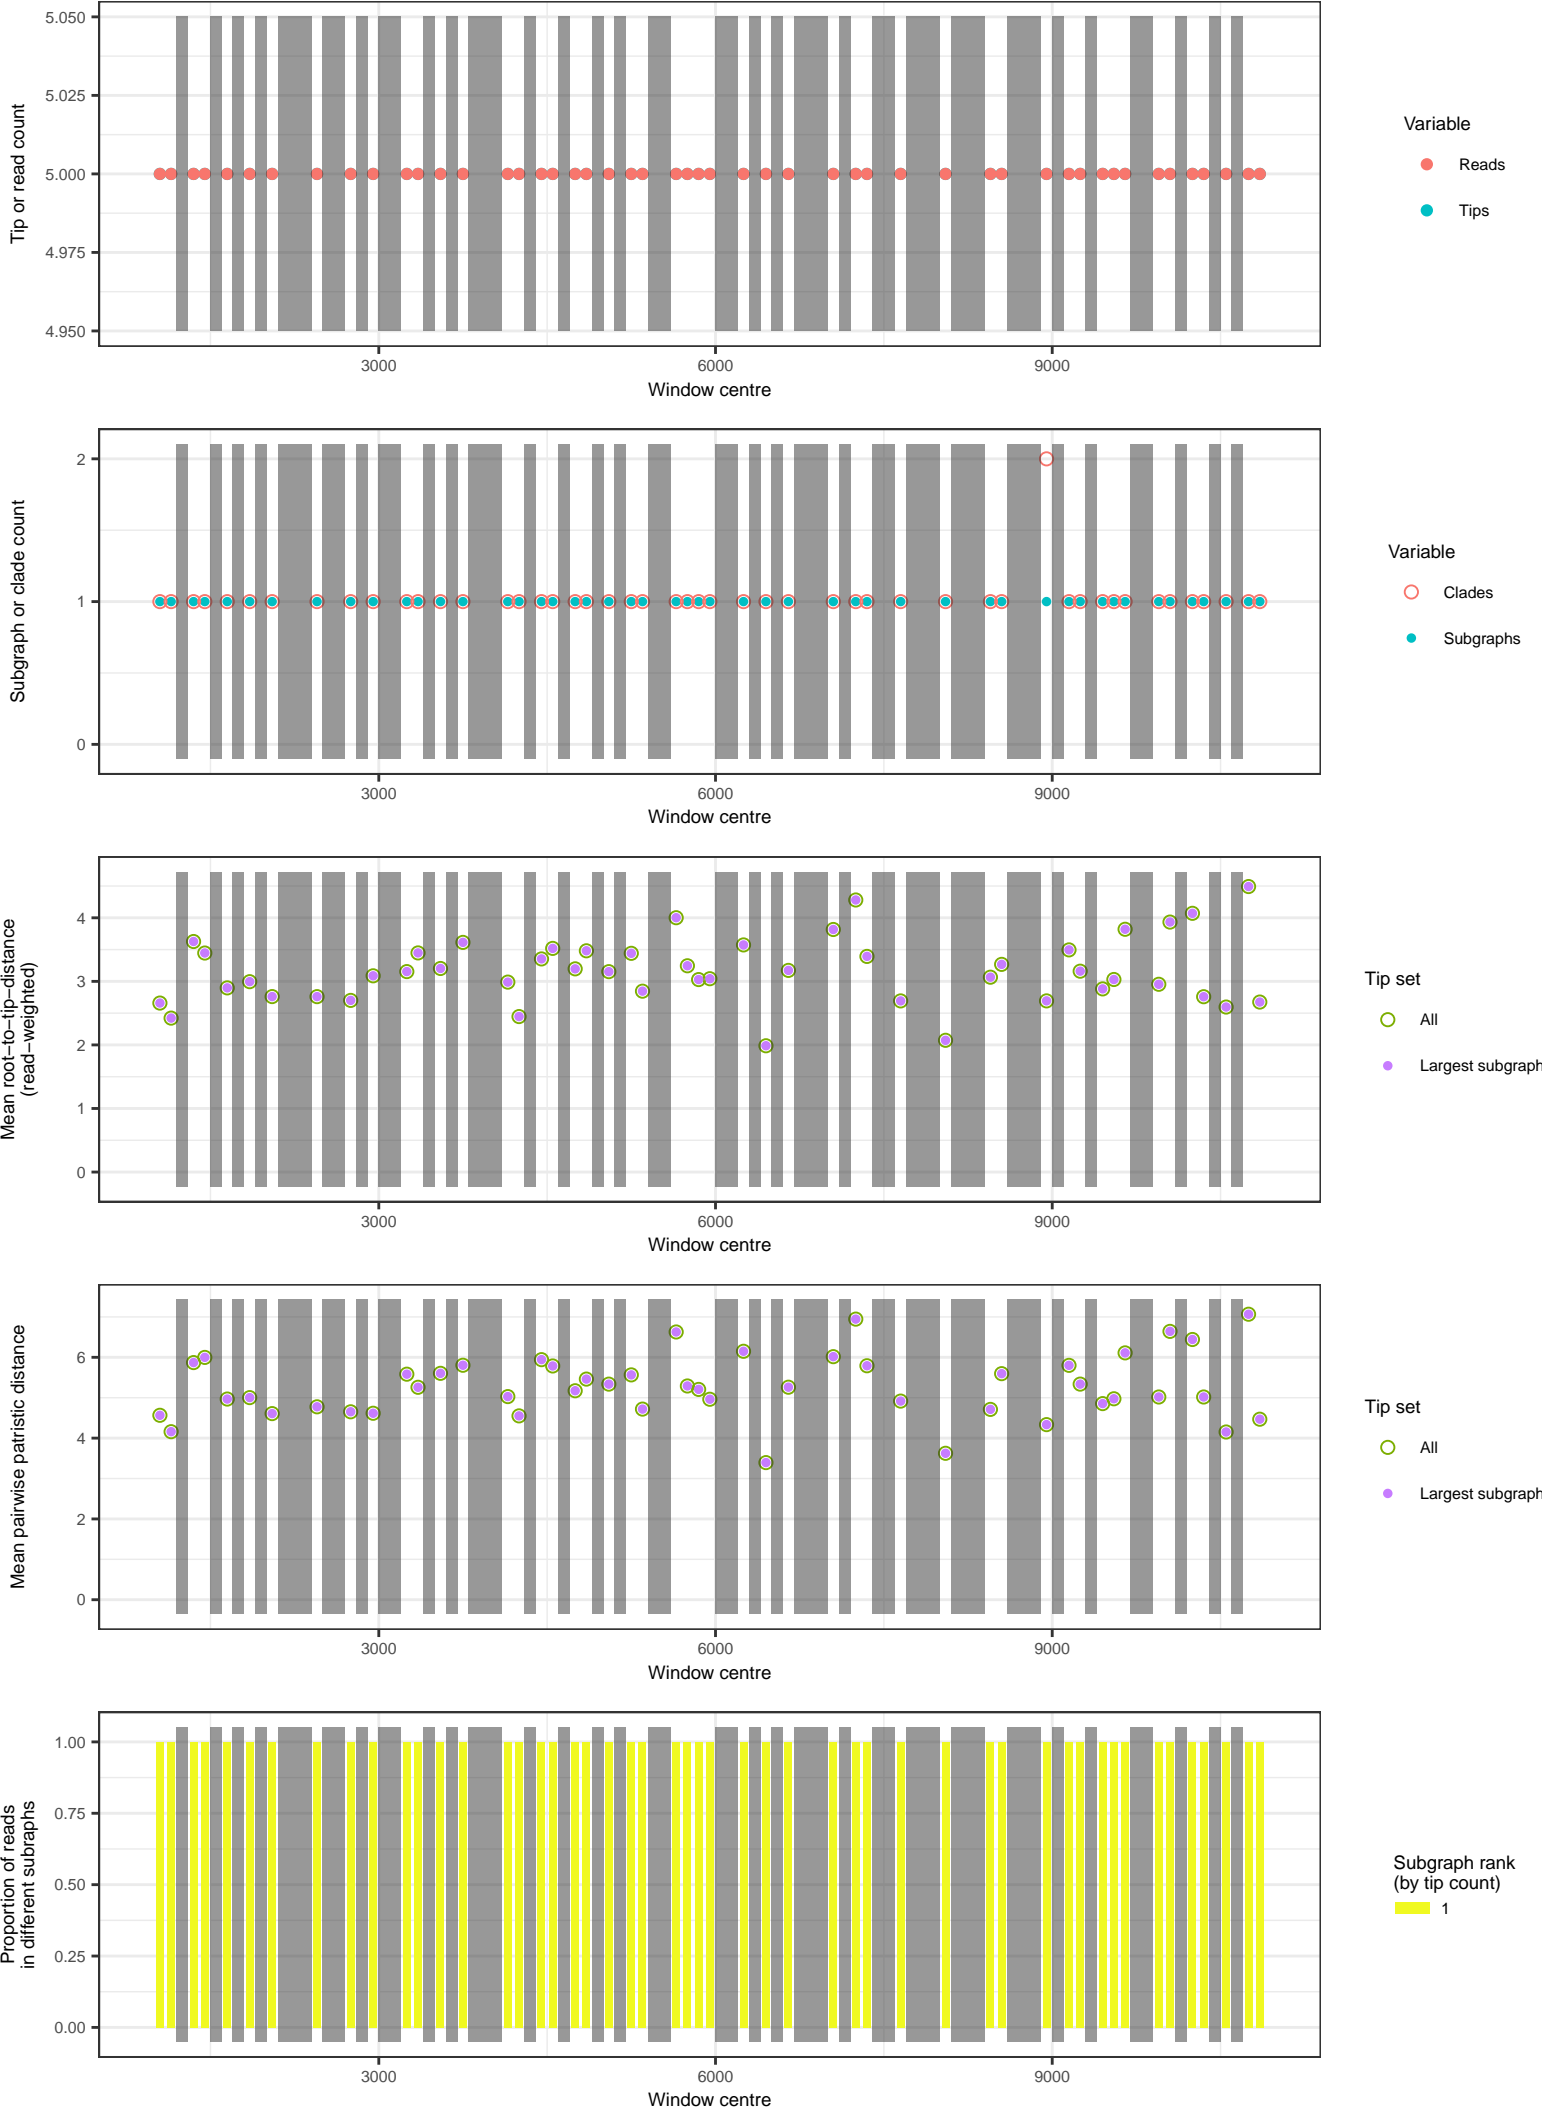 5.050
5.025
5.000
4.975
4.950
Tip or read count
3000 6000 9000
Window centre
Variable
Reads
Tips
2
1
0
Subgraph or clade count
3000 6000 9000
Window centre
Variable
Clades
Subgraphs
4
3
2
1
0
Mean root−to−tip−distance
(read−weighted)
3000 6000 9000
Window centre
Tip set
All
Largest subgraph
6
4
2
0
Mean pairwise patristic distance
3000 6000 9000
Window centre
Tip set
All
Largest subgraph
1.00
0.75
0.50
0.25
0.00
Proportion of reads
in different subraphs
3000 6000 9000
Window centre
Subgraph rank
(by tip count)
1